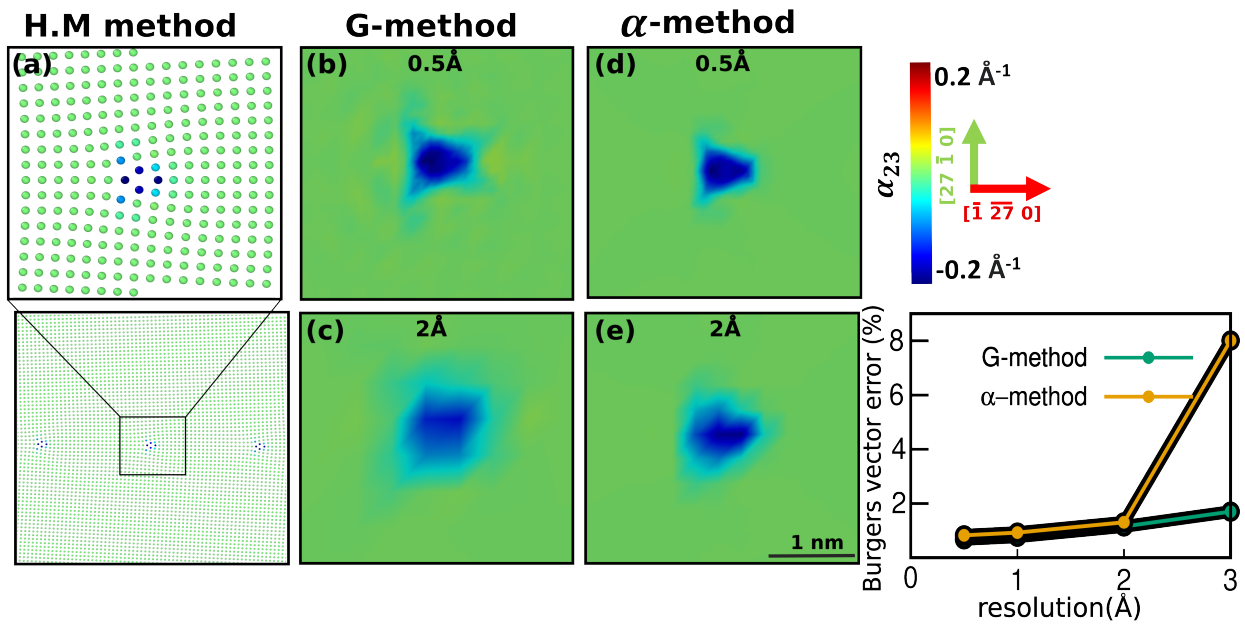 H.M method
G-method
α-method
(a)
(b)
0.5Å
(d)
0.5Å
0.2 Å⁻¹
α₂₃
-0.2 Å⁻¹
[27 1̄ 0]
[1̄ 2̄7̄ 0]
(c)
2Å
(e)
2Å
1 nm
Burgers vector error (%)
8
6
4
2
G-method
α−method
0 1 2 3
resolution(Å)